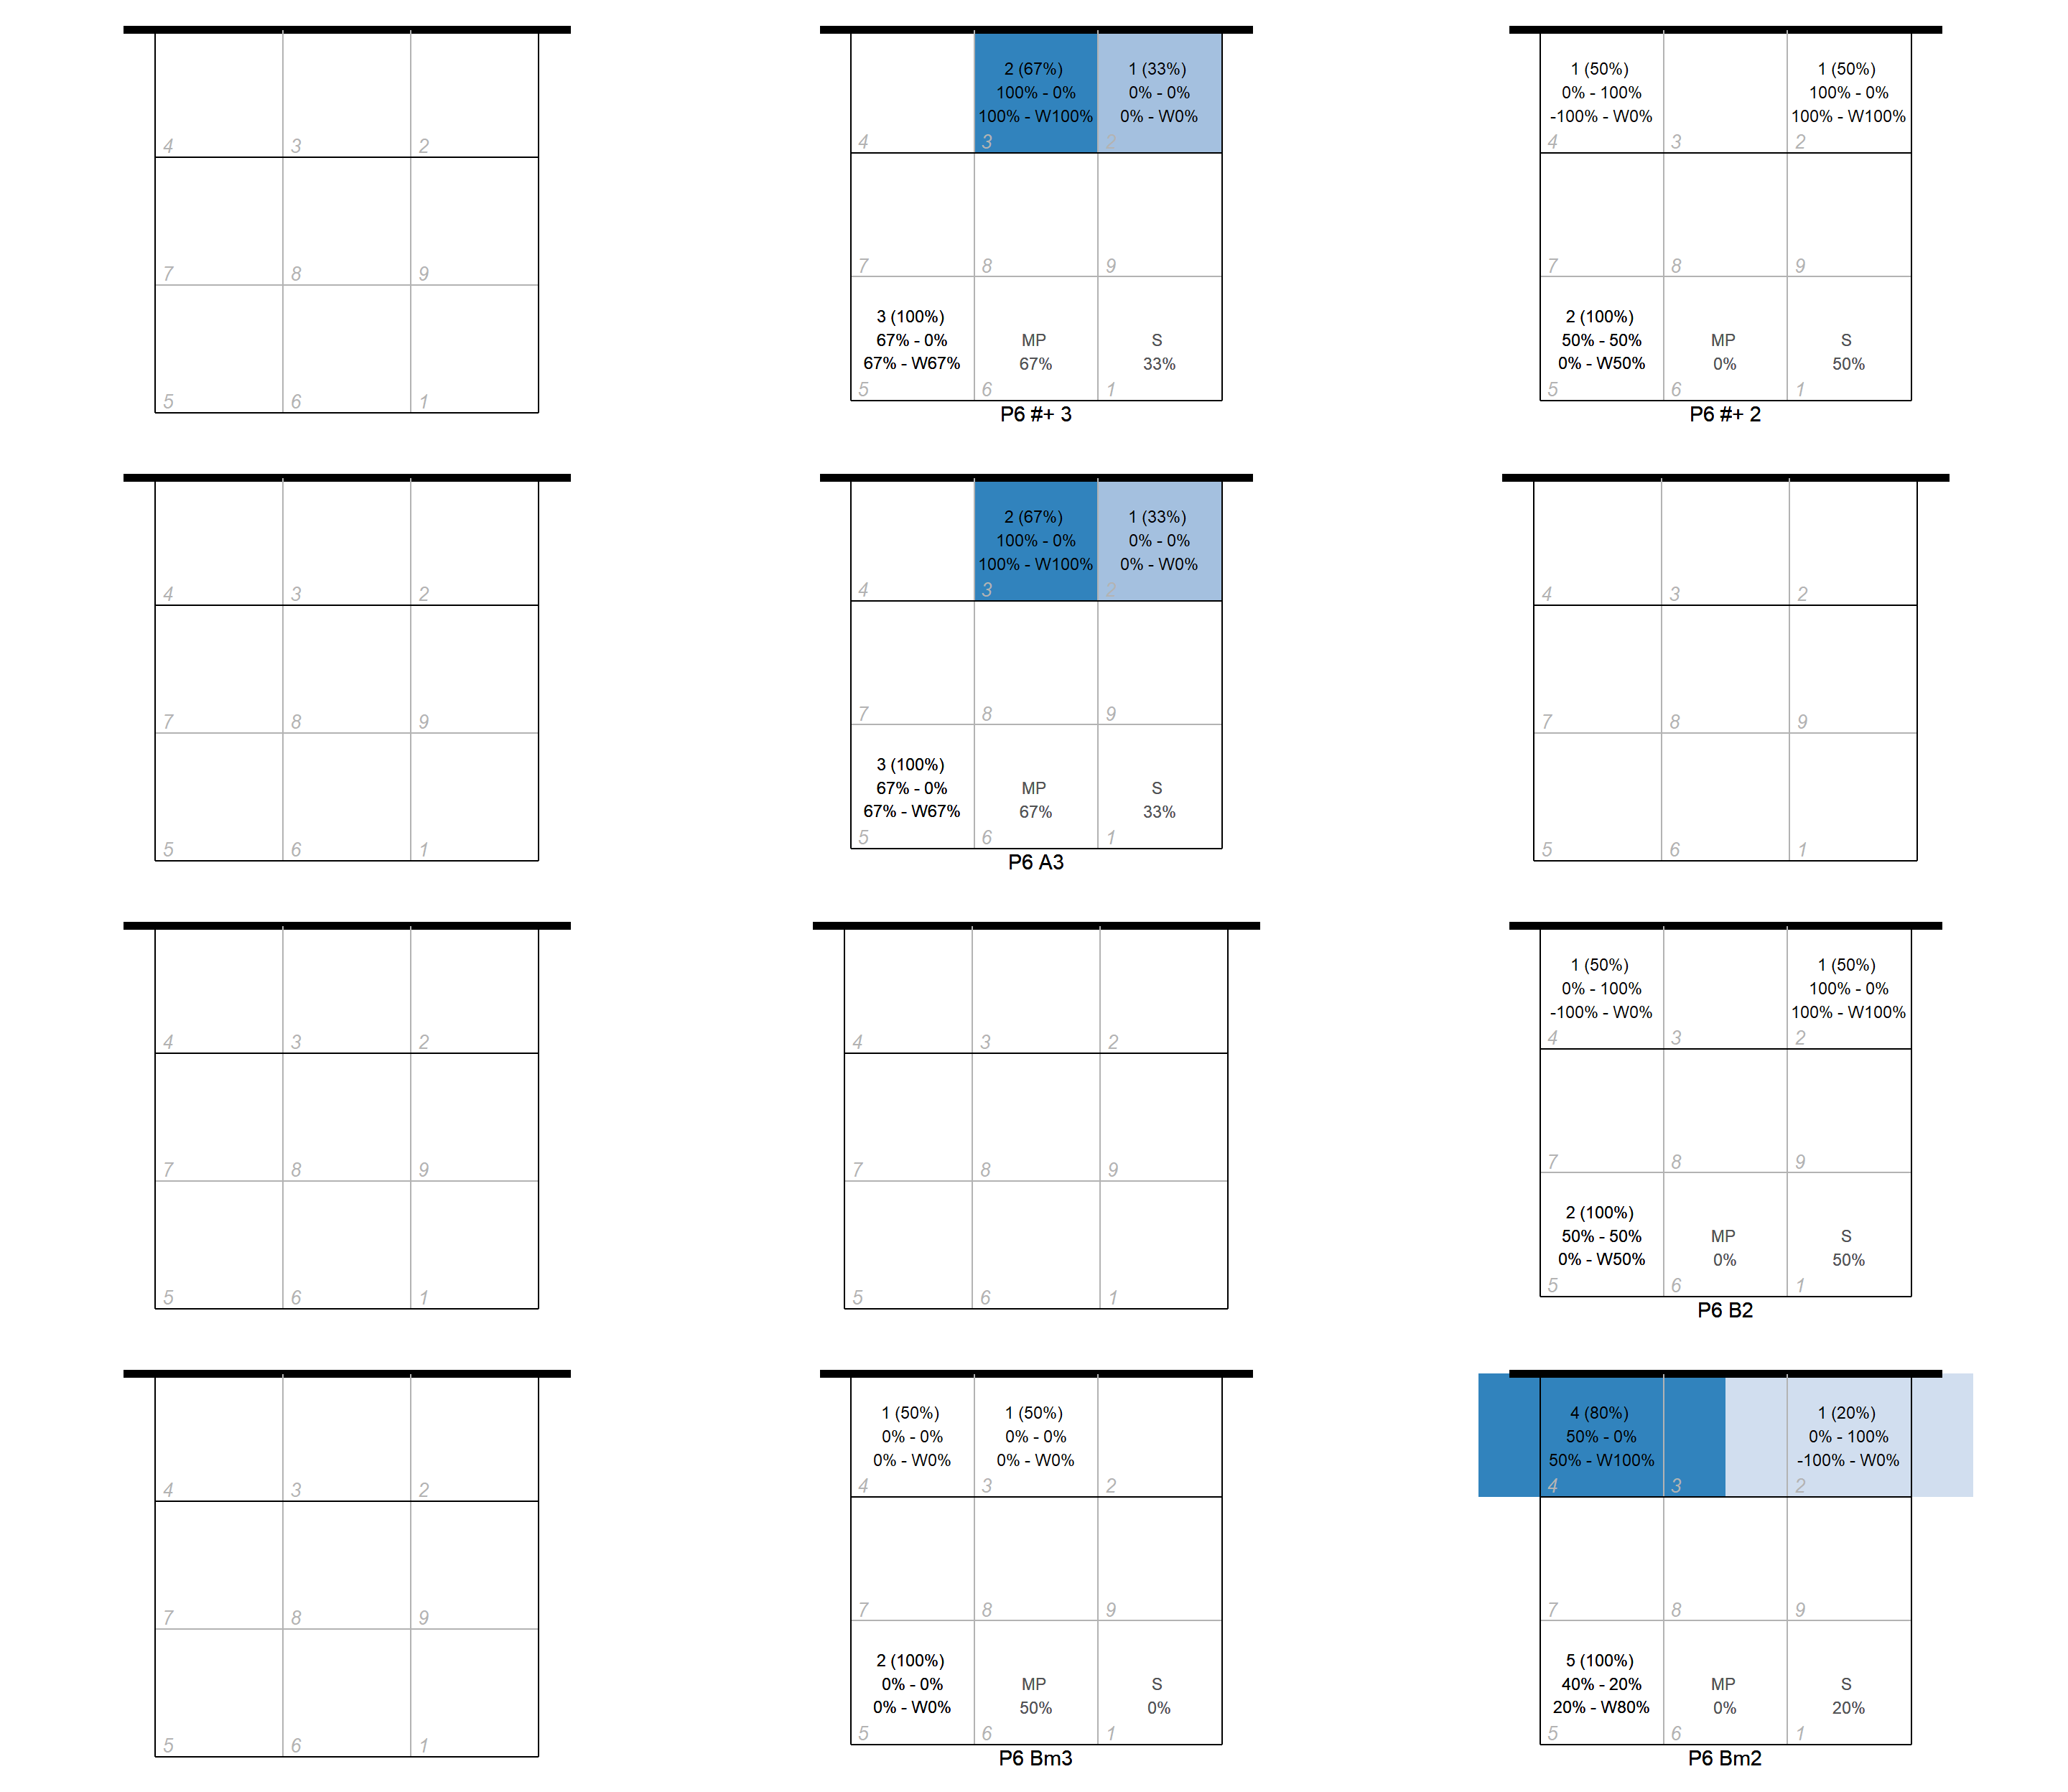 4 3 2
7 8 9
5 6 1
2 (67%) 1 (33%)
100% - 0% 0% - 0%
100% - W100% 0% - W0%
4 3 2
7 8 9
3 (100%)
67% - 0% MP S
67% - W67% 67% 33%
5 6 1
P6 #+ 3
1 (50%) 1 (50%)
0% - 100% 100% - 0%
-100% - W0% 100% - W100%
4 3 2
7 8 9
2 (100%)
50% - 50% MP S
0% - W50% 0% 50%
5 6 1
P6 #+ 2
4 3 2
7 8 9
5 6 1
2 (67%) 1 (33%)
100% - 0% 0% - 0%
100% - W100% 0% - W0%
4 3 2
7 8 9
3 (100%)
67% - 0% MP S
67% - W67% 67% 33%
5 6 1
P6 A3
4 3 2
7 8 9
5 6 1
4 3 2
7 8 9
5 6 1
4 3 2
7 8 9
5 6 1
1 (50%) 1 (50%)
0% - 100% 100% - 0%
-100% - W0% 100% - W100%
4 3 2
7 8 9
2 (100%)
50% - 50% MP S
0% - W50% 0% 50%
5 6 1
P6 B2
4 3 2
7 8 9
5 6 1
1 (50%) 1 (50%)
0% - 0% 0% - 0%
0% - W0% 0% - W0%
4 3 2
7 8 9
2 (100%)
0% - 0% MP S
0% - W0% 50% 0%
5 6 1
P6 Bm3
4 (80%) 1 (20%)
50% - 0% 0% - 100%
50% - W100% -100% - W0%
4 3 2
7 8 9
5 (100%)
40% - 20% MP S
20% - W80% 0% 20%
5 6 1
P6 Bm2